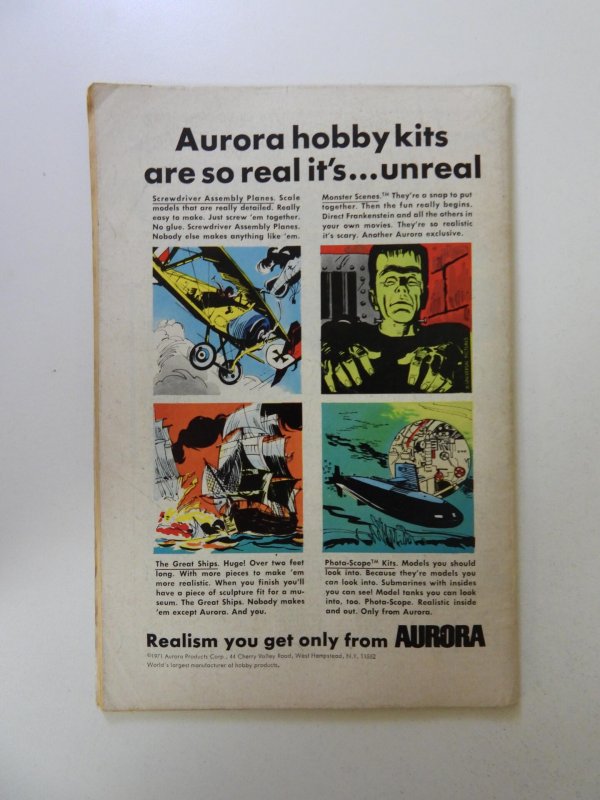 Aurora hobby kits
are so real it's...unreal
Screwdriver Assembly Planes. Scale
models that are really detailed. Really
easy to make. Just screw 'em together.
No glue. Screwdriver Assembly Planes.
Nobody else makes anything like 'em.
Monster Scenes.™ They're a snap to put
together. Then the fun really begins.
Direct Frankenstein and all the others in
your own movies. They're so realistic
it's scary. Another Aurora exclusive.
The Great Ships. Huge! Over two feet
long. With more pieces to make 'em
more realistic. When you finish you'll
have a piece of sculpture fit for a mu-
seum. The Great Ships. Nobody makes
'em except Aurora. And you.
Photo-Scope™ Kits. Models you should
look into. Because they're models you
can look into. Submarines with insides
you can see! Model tanks you can look
into, too. Photo-Scope. Realistic inside
and out. Only from Aurora.
Realism you get only from AURORA
©1971 Aurora Products Corp., 44 Cherry Valley Road, West Hempstead, N.Y. 11552
World's largest manufacturer of hobby products.